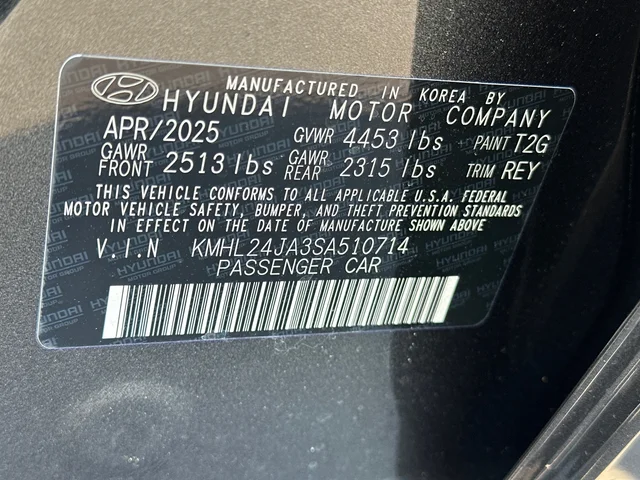 MANUFACTURED IN KOREA BY
HYUNDAI MOTOR COMPANY
APR/2025 GVWR 4453 lbs PAINT T2G
GAWR FRONT 2513 lbs GAWR REAR 2315 lbs TRIM REY
THIS VEHICLE CONFORMS TO ALL APPLICABLE U.S.A. FEDERAL
MOTOR VEHICLE SAFETY, BUMPER, AND THEFT PREVENTION STANDARDS
IN EFFECT ON THE DATE OF MANUFACTURE SHOWN ABOVE
V.I.N KMHL24JA3SA510714
PASSENGER CAR